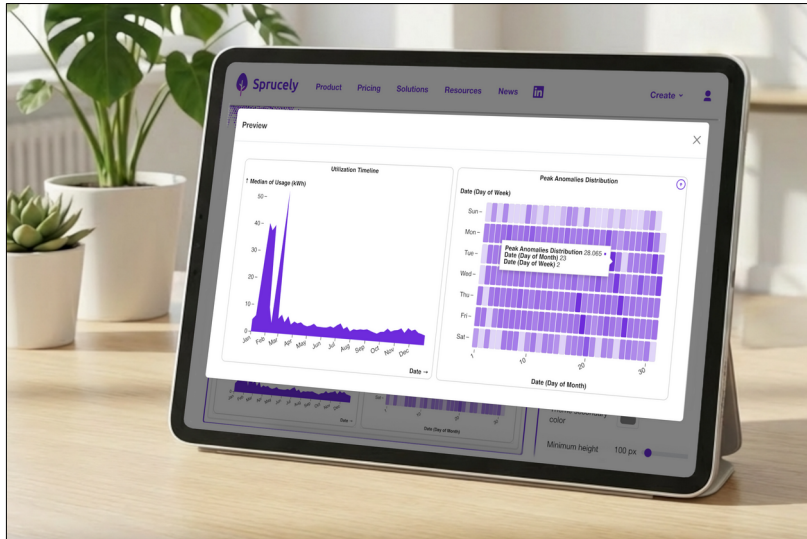 Sprucely
Product
Pricing
Solutions
Resources
News
in
Create
Preview
Utilization Timeline
↑ Median of Usage (kWh)
50
40
30
20
10
0
Jan
Feb
Mar
Apr
May
Jun
Jul
Aug
Sep
Oct
Nov
Dec
Date →
Peak Anomalies Distribution
Date (Day of Week)
Sun
Mon
Tue
Wed
Thu
Fri
Sat
Peak Anomalies Distribution 28.065
Date (Day of Month) 23
Date (Day of Week) 2
1
10
20
30
Date (Day of Month)
Date →
Date (Day of Month)
color
Minimum height
100 px